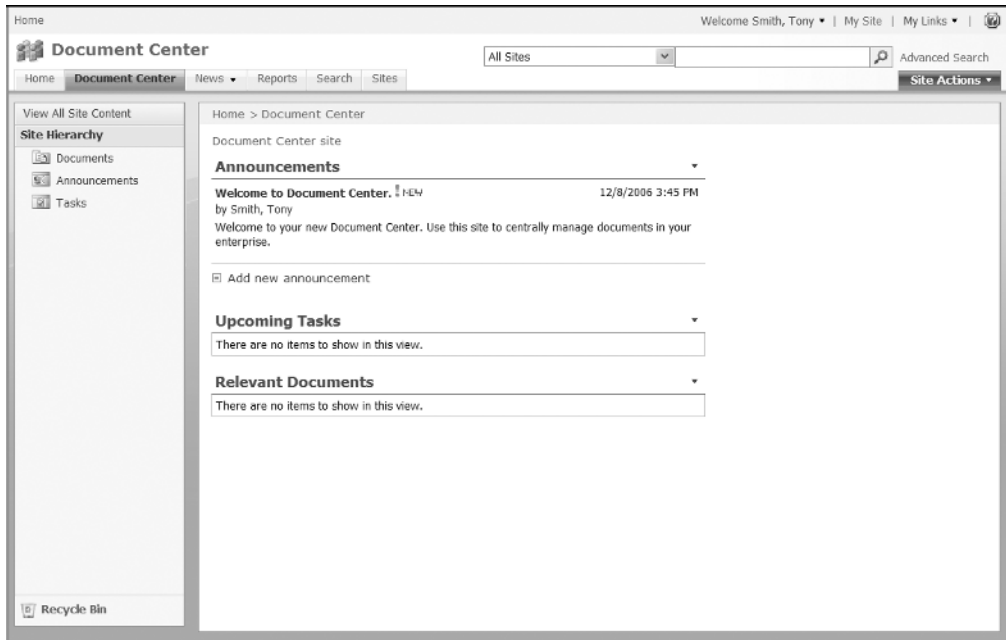 Home
Welcome Smith, Tony | My Site | My Links |
Document Center
All Sites
Advanced Search
Home Document Center News Reports Search Sites
Site Actions
View All Site Content
Site Hierarchy
Documents
Announcements
Tasks
Recycle Bin
Home > Document Center
Document Center site
Announcements
Welcome to Document Center. ! NEW 12/8/2006 3:45 PM
by Smith, Tony
Welcome to your new Document Center. Use this site to centrally manage documents in your
enterprise.
Add new announcement
Upcoming Tasks
There are no items to show in this view.
Relevant Documents
There are no items to show in this view.